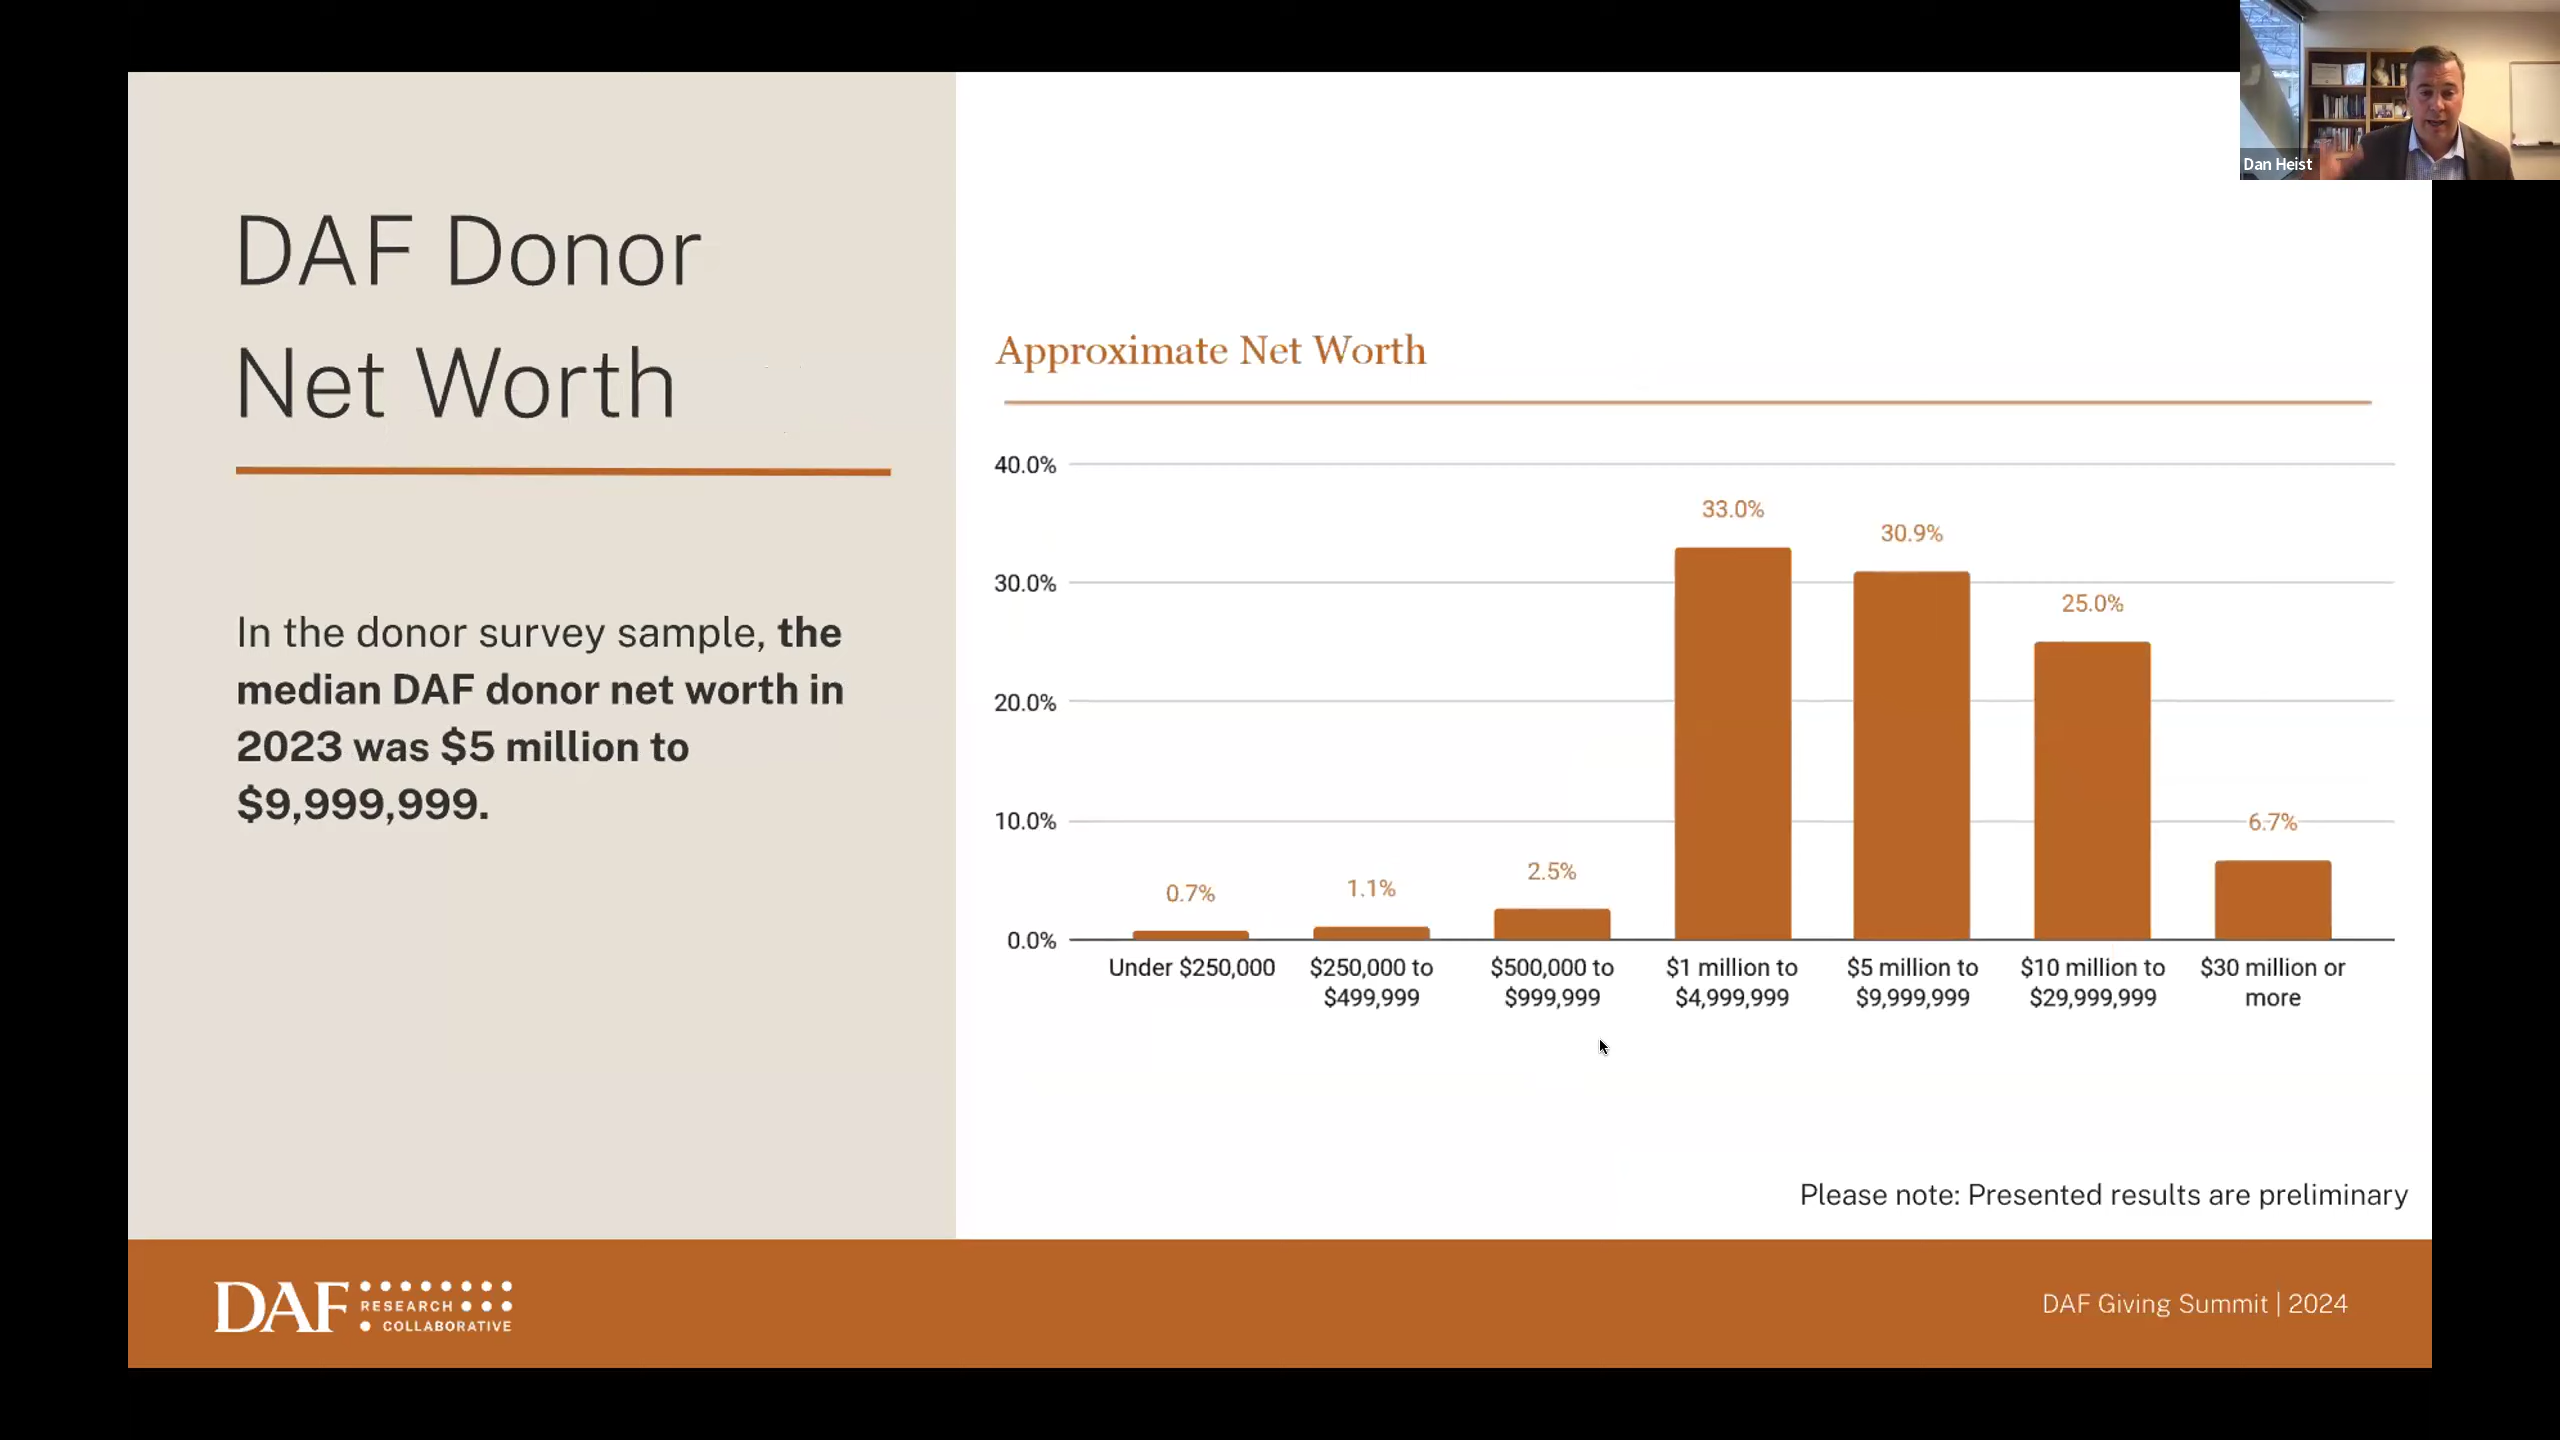 Dan Heist
DAF Donor
Net Worth
In the donor survey sample, the
median DAF donor net worth in
2023 was $5 million to
$9,999,999.
Approximate Net Worth
40.0%
30.0%
20.0%
10.0%
0.0%
0.7%
1.1%
2.5%
33.0%
30.9%
25.0%
6.7%
Under $250,000
$250,000 to
$499,999
$500,000 to
$999,999
$1 million to
$4,999,999
$5 million to
$9,999,999
$10 million to
$29,999,999
$30 million or
more
Please note: Presented results are preliminary
DAF
RESEARCH
COLLABORATIVE
DAF Giving Summit | 2024